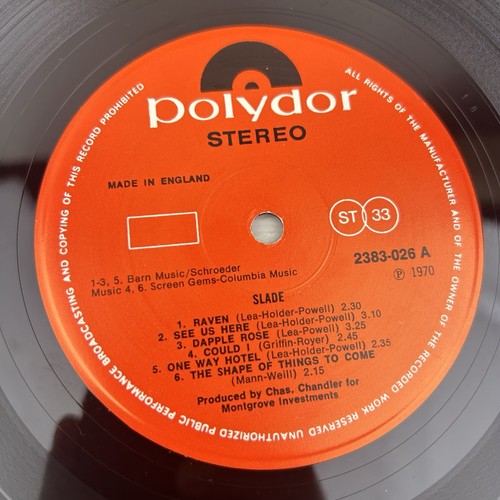 polydor
STEREO
MADE IN ENGLAND
ST 33
2383-026 A
℗ 1970
1-3, 5. Barn Music/Schroeder
Music 4, 6. Screen Gems-Columbia Music
SLADE
1. RAVEN (Lea-Holder-Powell) 2.30
2. SEE US HERE (Lea-Holder-Powell) 3.10
3. DAPPLE ROSE (Lea-Powell) 3.25
4. COULD I (Griffin-Royer) 2.45
5. ONE WAY HOTEL (Lea-Holder-Powell) 2.35
6. THE SHAPE OF THINGS TO COME
(Mann-Weill) 2.15
Produced by Chas. Chandler for
Montgrove Investments
ALL RIGHTS OF THE MANUFACTURER AND OF THE OWNER OF THE RECORDED WORK RESERVED UNAUTHORIZED PUBLIC PERFORMANCE BROADCASTING AND COPYING OF THIS RECORD PROHIBITED